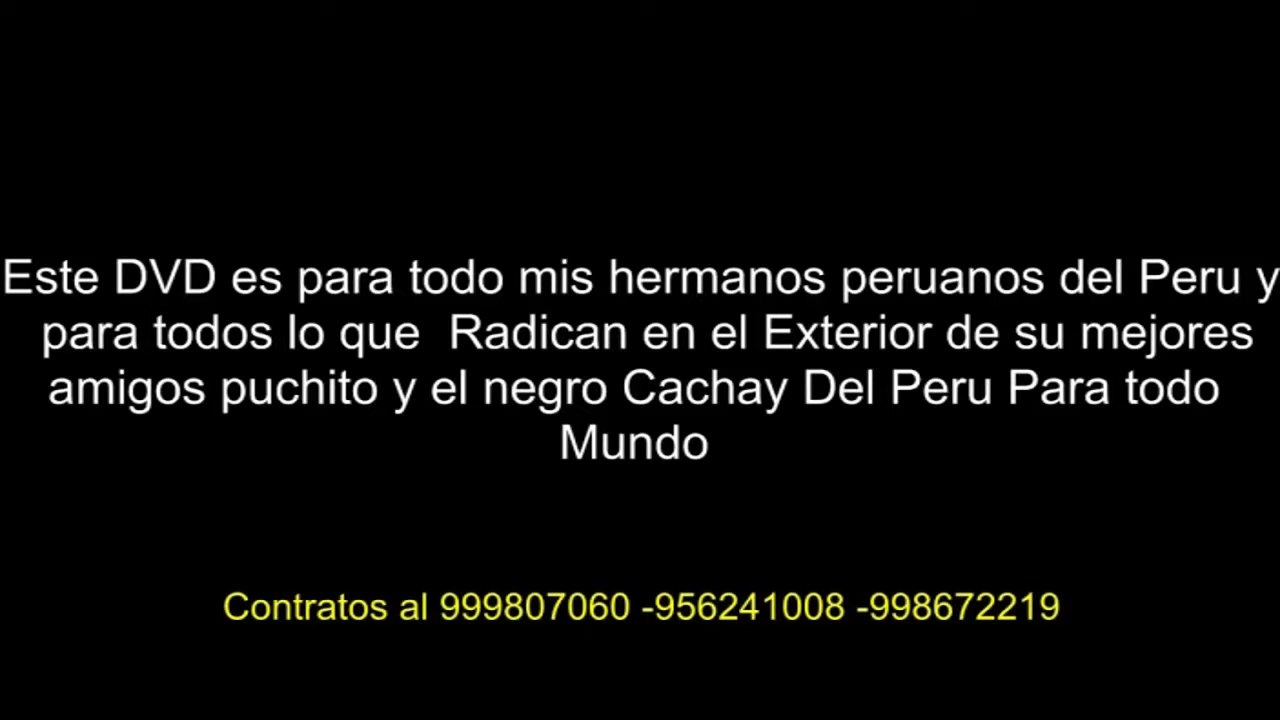 Este DVD es para todo mis hermanos peruanos del Peru y
para todos lo que  Radican en el Exterior de su mejores
amigos puchito y el negro Cachay Del Peru Para todo
Mundo
Contratos al 999807060 -956241008 -998672219